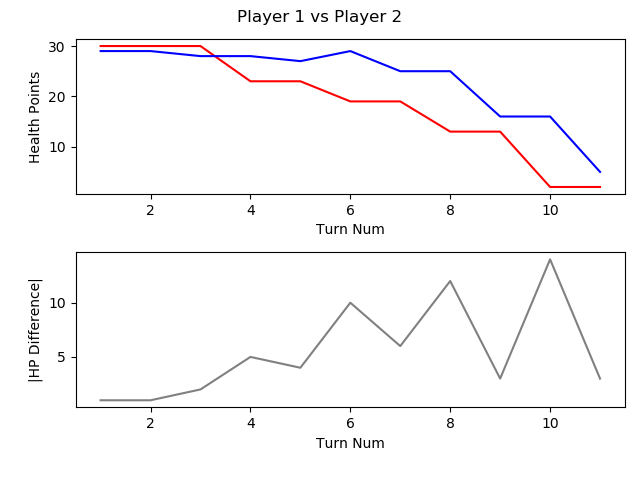 Player 1 vs Player 2
30
20
10
Health Points
2 4 6 8 10
Turn Num
10
5
|HP Difference|
2 4 6 8 10
Turn Num